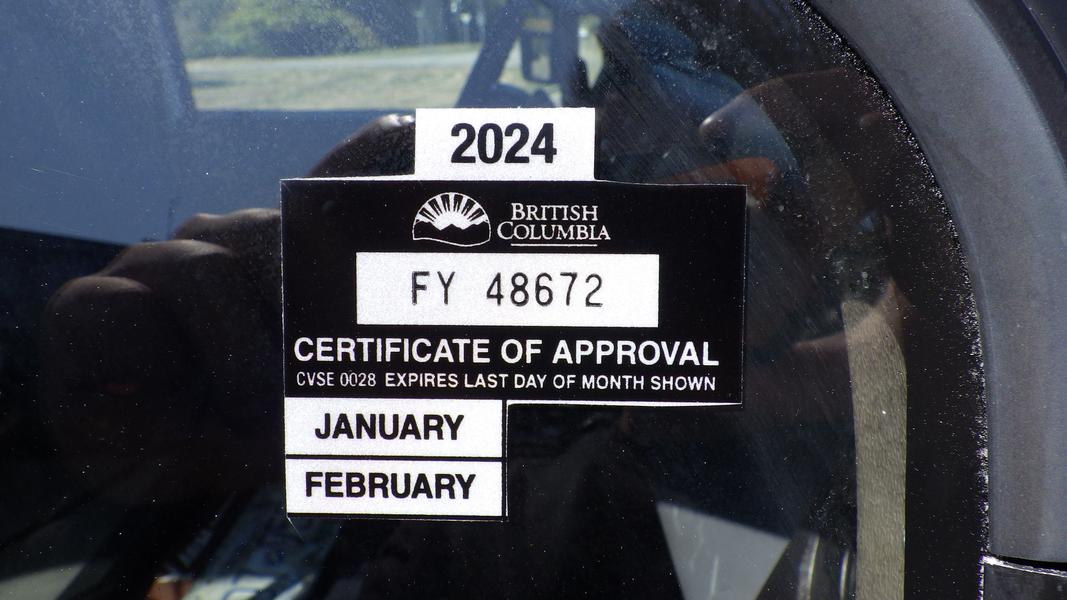 2024
BRITISH
COLUMBIA
FY 48672
CERTIFICATE OF APPROVAL
CVSE 0028 EXPIRES LAST DAY OF MONTH SHOWN
JANUARY
FEBRUARY